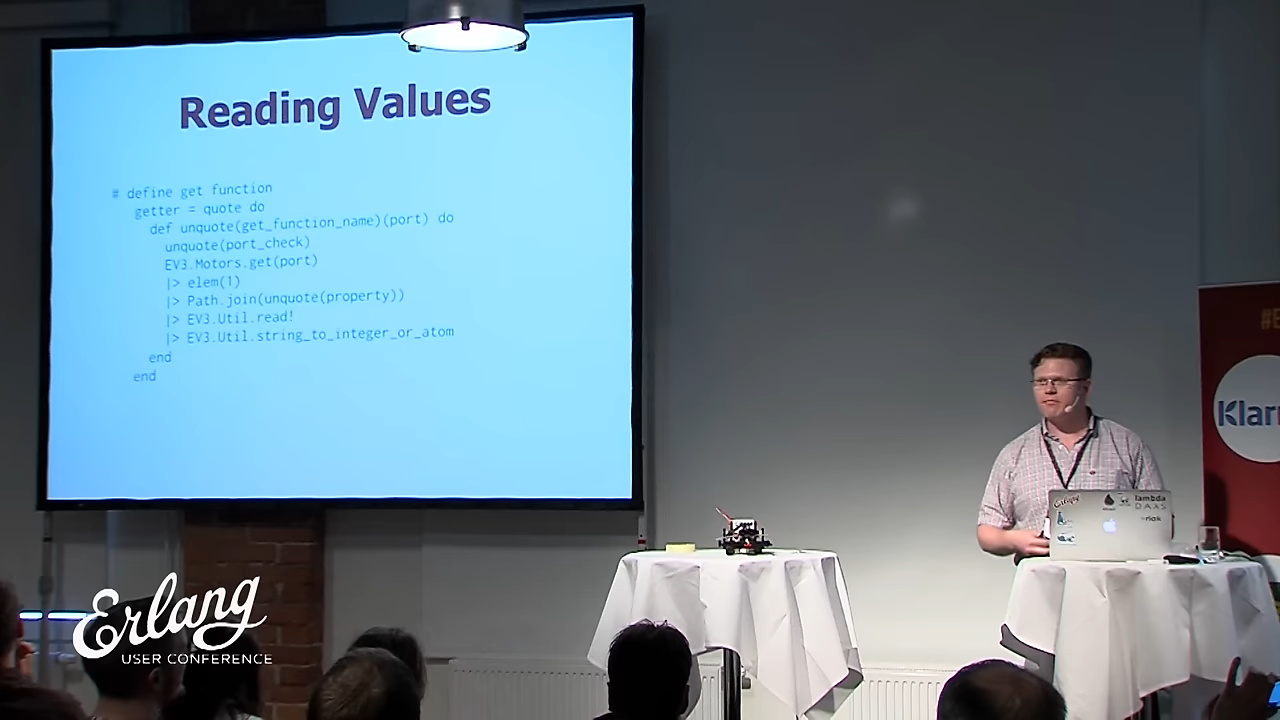 Reading Values
# define get function
getter = quote do
def unquote(get_function_name)(port) do
unquote(port_check)
EV3.Motors.get(port)
|> elem(1)
|> Path.join(unquote(property))
|> EV3.Util.read!
|> EV3.Util.string_to_integer_or_atom
end
end
Klar
lambda
DAAS
riak
Erlang
USER CONFERENCE